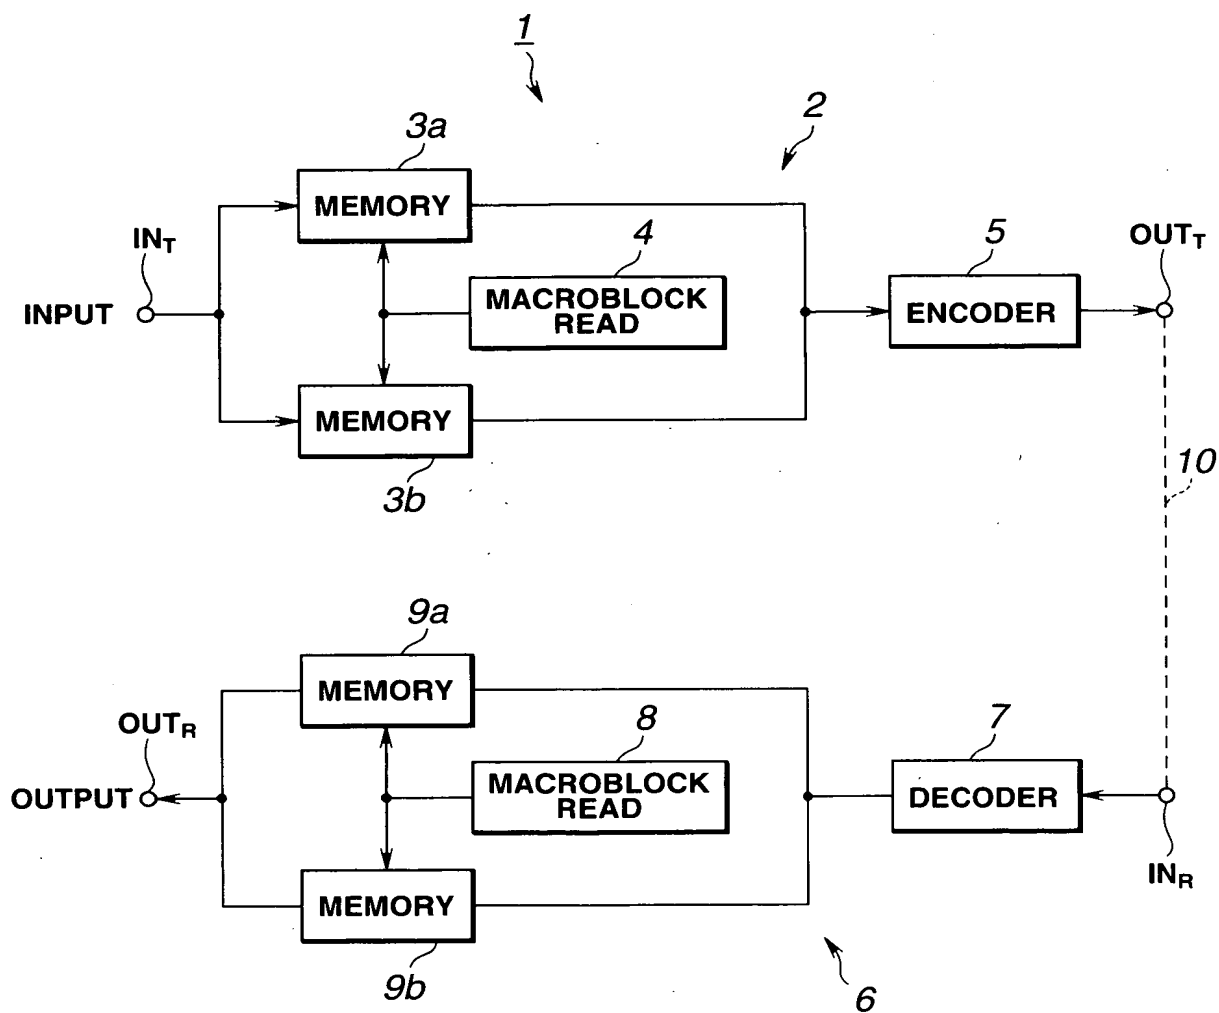 1
2
3a
MEMORY
IN_T
4
5
OUT_T
INPUT
MACROBLOCK
READ
ENCODER
MEMORY
3b
10
9a
MEMORY
OUT_R
8
7
OUTPUT
MACROBLOCK
READ
DECODER
IN_R
MEMORY
9b
6